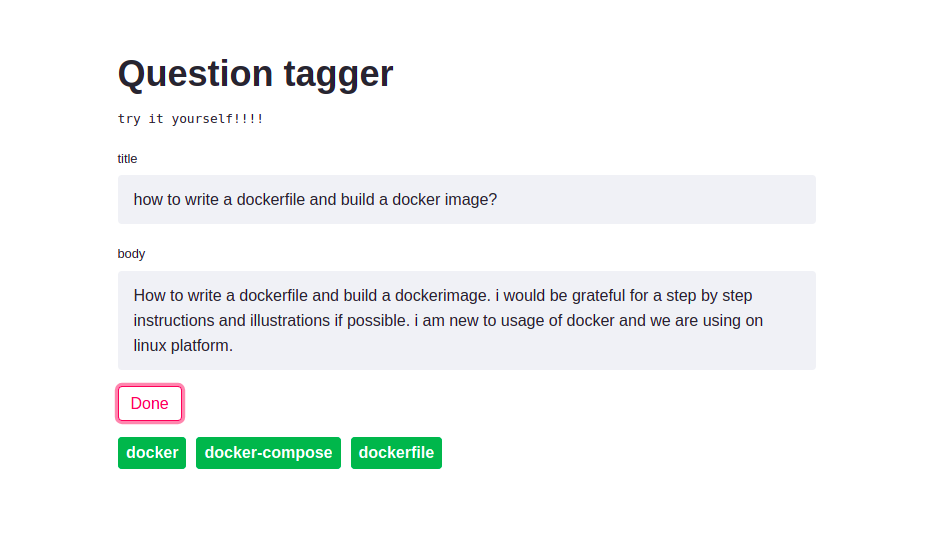 Question tagger
try it yourself!!!!
title
how to write a dockerfile and build a docker image?
body
How to write a dockerfile and build a dockerimage. i would be grateful for a step by step
instructions and illustrations if possible. i am new to usage of docker and we are using on
linux platform.
Done
docker docker-compose dockerfile